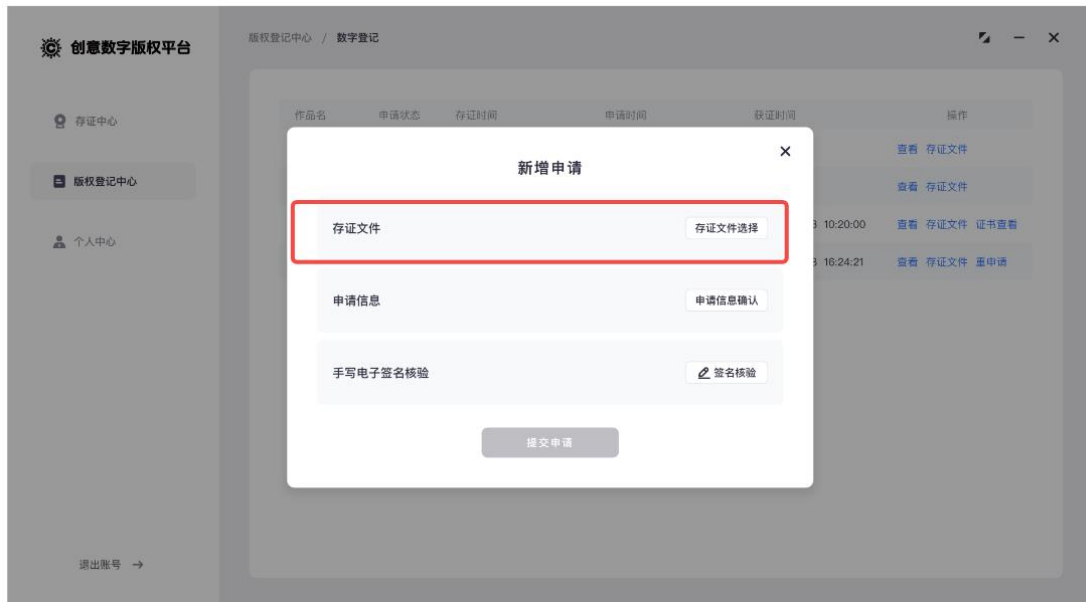 创意数字版权平台
版权登记中心 / 数字登记
存证中心
版权登记中心
个人中心
退出账号 →
作品名 申请状态 存证时间 申请时间 获证时间 操作
查看 存证文件
查看 存证文件
10:20:00 查看 存证文件 证书查看
16:24:21 查看 存证文件 重申请
新增申请
存证文件 存证文件选择
申请信息 申请信息确认
手写电子签名核验 签名核验
提交申请